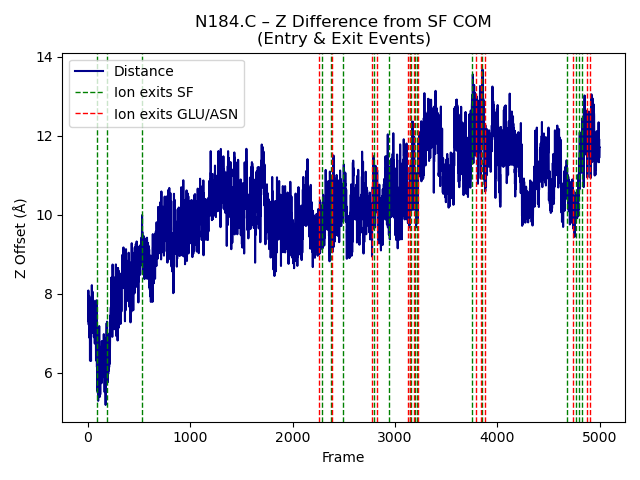 N184.C – Z Difference from SF COM
(Entry & Exit Events)
Distance
Ion exits SF
Ion exits GLU/ASN
Z Offset (Å)
14
12
10
8
6
0
1000
2000
3000
4000
5000
Frame